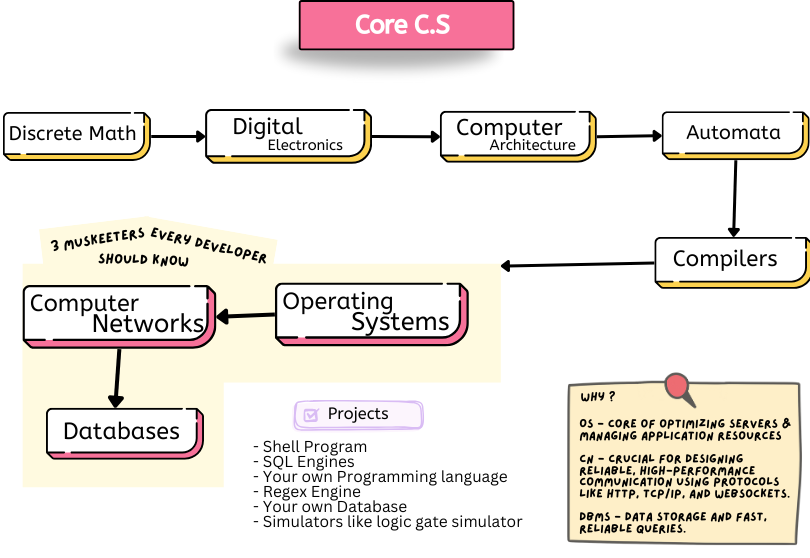 Core C.S
Discrete Math
Digital
Electronics
Computer
Architecture
Automata
Compilers
3 MUSKETERS EVERY DEVELOPER
SHOULD KNOW
Operating
Systems
Computer
Networks
Databases
Projects
- Shell Program
- SQL Engines
- Your own Programming language
- Regex Engine
- Your own Database
- Simulators like logic gate simulator
WHY ?
OS - CORE OF OPTIMIZING SERVERS &
MANAGING APPLICATION RESOURCES
CN - CRUCIAL FOR DESIGNING
RELIABLE, HIGH-PERFORMANCE
COMMUNICATION USING PROTOCOLS
LIKE HTTP, TCP/IP, AND WEBSOCKETS.
DBMS - DATA STORAGE AND FAST,
RELIABLE QUERIES.